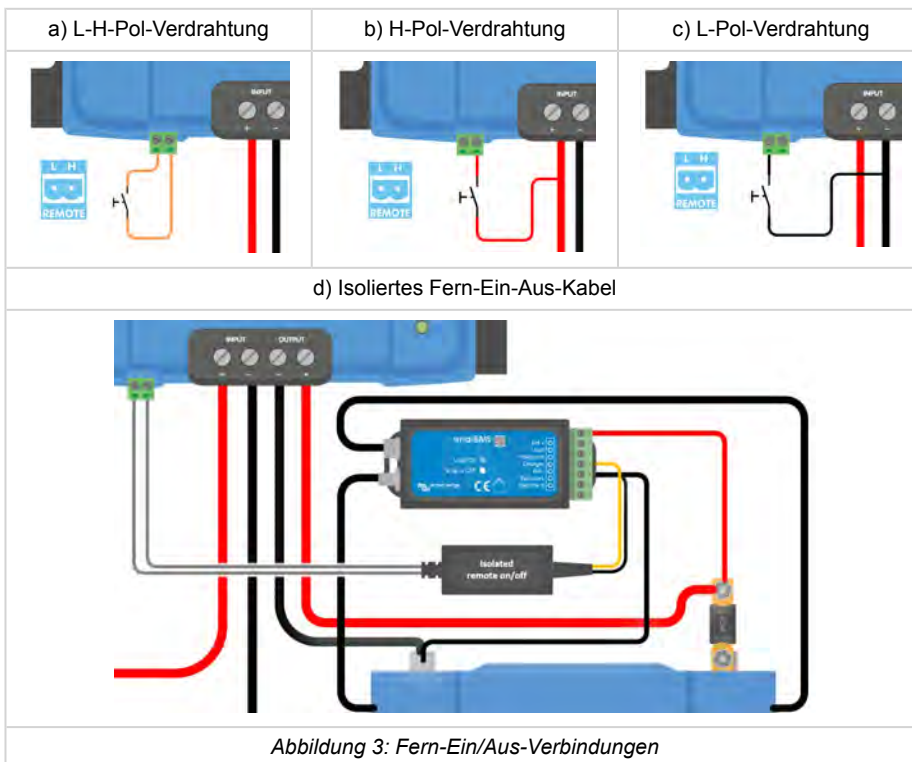 a) L-H-Pol-Verdrahtung
b) H-Pol-Verdrahtung
c) L-Pol-Verdrahtung
INPUT
+ -
L H
REMOTE
INPUT
+ -
L H
REMOTE
INPUT
+ -
L H
REMOTE
d) Isoliertes Fern-Ein-Aus-Kabel
INPUT OUTPUT
+ - - +
smallBMS
CE
Isolated
remote on/off
Abbildung 3: Fern-Ein/Aus-Verbindungen